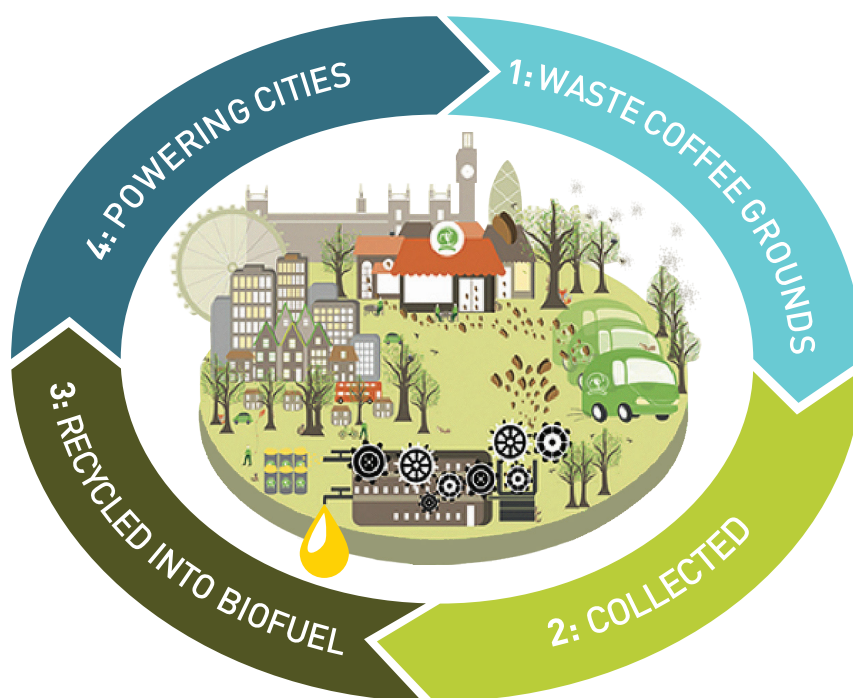 1: WASTE COFFEE GROUNDS
2: COLLECTED
3: RECYCLED INTO BIOFUEL
4: POWERING CITIES